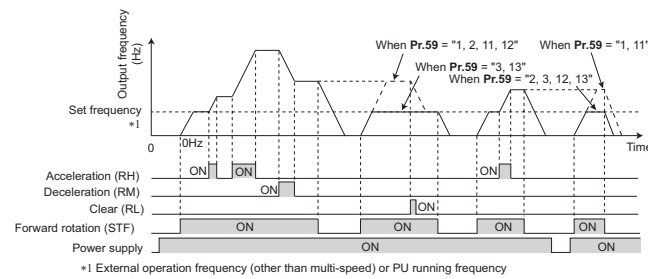 Output frequency
(Hz)
When Pr.59 = "1, 2, 11, 12"
When Pr.59 = "1, 11"
When Pr.59 = "3, 13"
When Pr.59 = "2, 3, 12, 13"
Set frequency
*1
0
0Hz
Time
Acceleration (RH)
ON
ON
ON
Deceleration (RM)
ON
Clear (RL)
ON
Forward rotation (STF)
ON
ON
ON
ON
Power supply
ON
ON
*1 External operation frequency (other than multi-speed) or PU running frequency